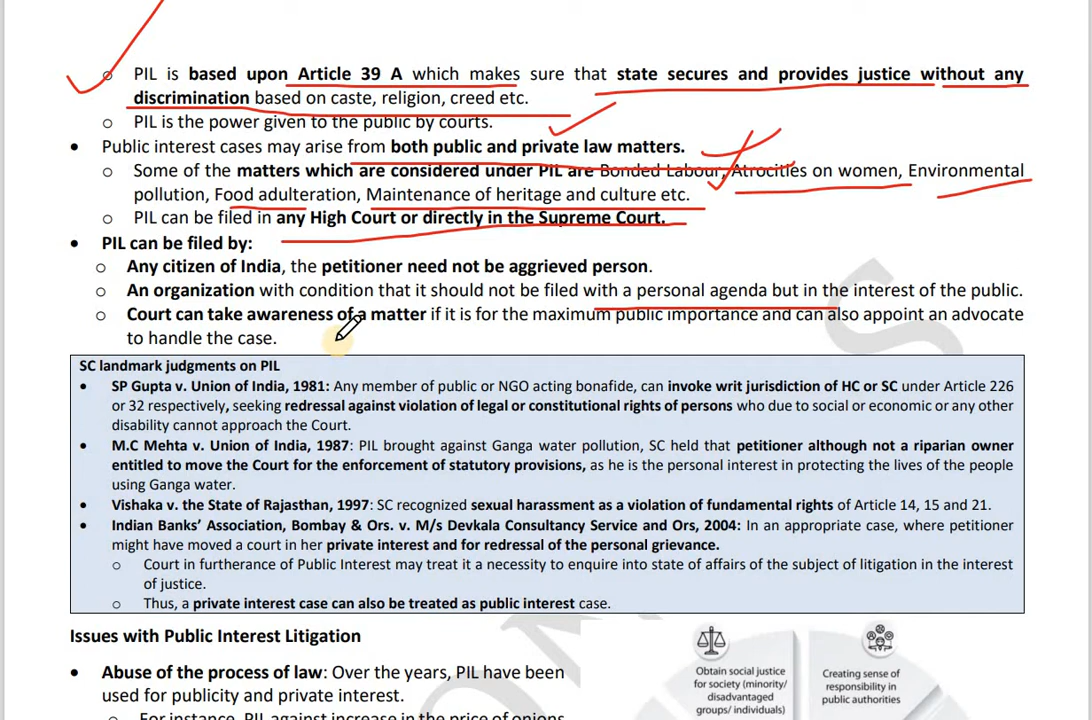 o PIL is based upon Article 39 A which makes sure that state secures and provides justice without any
discrimination based on caste, religion, creed etc.
o PIL is the power given to the public by courts.
• Public interest cases may arise from both public and private law matters.
o Some of the matters which are considered under PIL are Bonded Labour, Atrocities on women, Environmental
pollution, Food adulteration, Maintenance of heritage and culture etc.
o PIL can be filed in any High Court or directly in the Supreme Court.
• PIL can be filed by:
o Any citizen of India, the petitioner need not be aggrieved person.
o An organization with condition that it should not be filed with a personal agenda but in the interest of the public.
o Court can take awareness of a matter if it is for the maximum public importance and can also appoint an advocate
to handle the case.
SC landmark judgments on PIL
• SP Gupta v. Union of India, 1981: Any member of public or NGO acting bonafide, can invoke writ jurisdiction of HC or SC under Article 226
or 32 respectively, seeking redressal against violation of legal or constitutional rights of persons who due to social or economic or any other
disability cannot approach the Court.
• M.C Mehta v. Union of India, 1987: PIL brought against Ganga water pollution, SC held that petitioner although not a riparian owner
entitled to move the Court for the enforcement of statutory provisions, as he is the personal interest in protecting the lives of the people
using Ganga water.
• Vishaka v. the State of Rajasthan, 1997: SC recognized sexual harassment as a violation of fundamental rights of Article 14, 15 and 21.
• Indian Banks' Association, Bombay & Ors. v. M/s Devkala Consultancy Service and Ors, 2004: In an appropriate case, where petitioner
might have moved a court in her private interest and for redressal of the personal grievance.
o Court in furtherance of Public Interest may treat it a necessity to enquire into state of affairs of the subject of litigation in the interest
of justice.
o Thus, a private interest case can also be treated as public interest case.
Issues with Public Interest Litigation
• Abuse of the process of law: Over the years, PIL have been
used for publicity and private interest.
o For instance, PIL against increase in the price of onions
Obtain social justice
for society (minority/
disadvantaged
groups/ individuals)
Creating sense of
responsibility in
public authorities